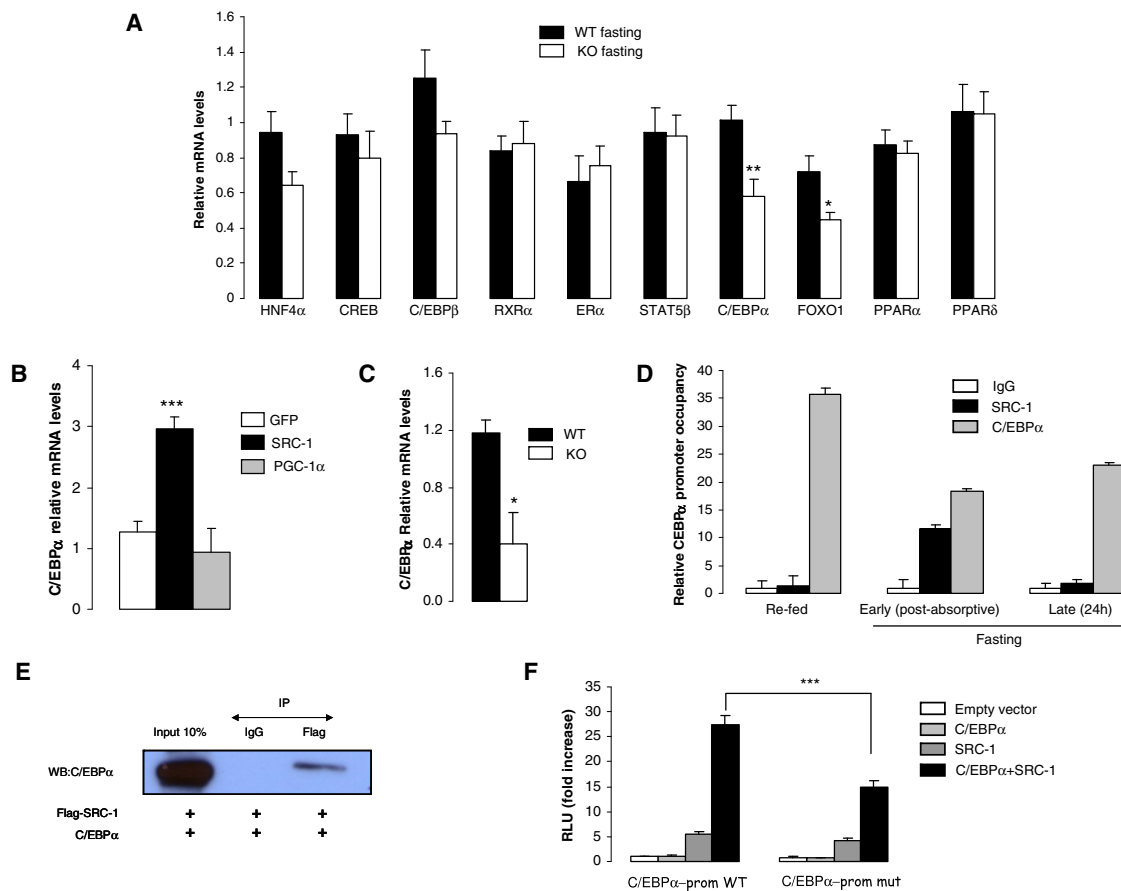 A
Relative mRNA levels
1.6
1.4
1.2
1
0.8
0.6
0.4
0.2
0
WT fasting
KO fasting
**
*
HNF4α CREB C/EBPβ RXRα ERα STAT5β C/EBPα FOXO1 PPARα PPARδ
B
C/EBPα relative mRNA levels
4
3
2
1
0
***
GFP
SRC-1
PGC-1α
C
C/EBPα Relative mRNA levels
1.6
1.2
0.8
0.4
0.0
*
WT
KO
D
Relative CEBPα promoter occupancy
40
35
30
25
20
15
10
5
0
IgG
SRC-1
C/EBPα
Re-fed Early (post-absorptive) Late (24h)
Fasting
E
IP
Input 10% IgG Flag
WB:C/EBPα
Flag-SRC-1 + + +
C/EBPα + + +
F
RLU (fold increase)
35
30
25
20
15
10
5
0
***
Empty vector
C/EBPα
SRC-1
C/EBPα+SRC-1
C/EBPα–prom WT C/EBPα–prom mut